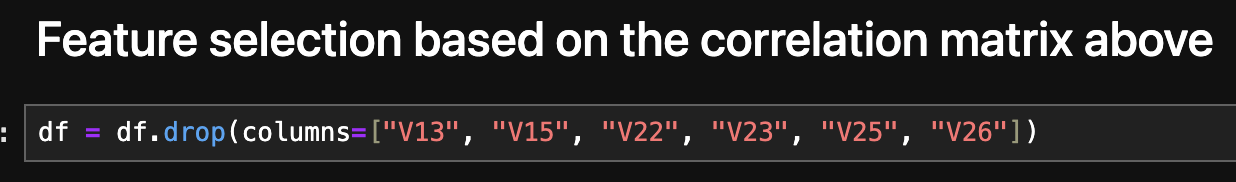 Feature selection based on the correlation matrix above
: df = df.drop(columns=["V13", "V15", "V22", "V23", "V25", "V26"])